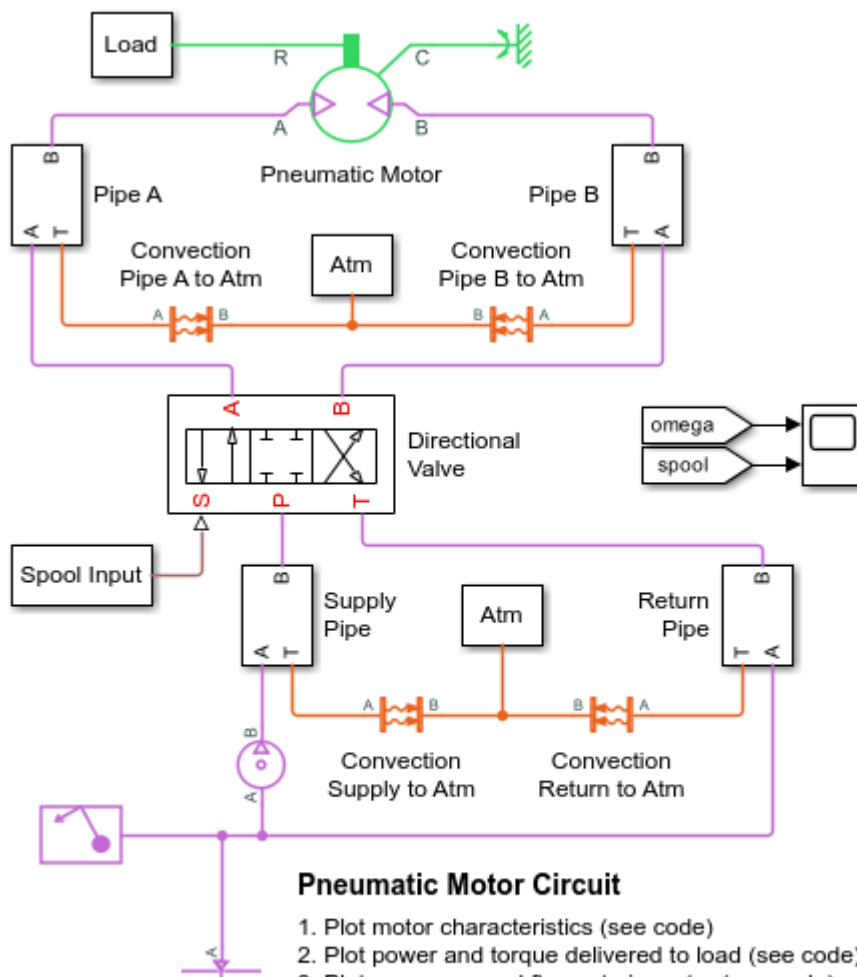 Load
R
C
A
B
B
Pneumatic Motor
B
Pipe A
Pipe B
A
T
T
A
Convection
Pipe A to Atm
Atm
Convection
Pipe B to Atm
A
B
B
A
A
B
Directional
Valve
omega
spool
S
P
T
Spool Input
B
Supply
Pipe
Atm
Return
Pipe
B
A
T
T
A
A
B
B
A
B
Convection
Supply to Atm
Convection
Return to Atm
A
Pneumatic Motor Circuit
1. Plot motor characteristics (see code)
A
2. Plot power and torque delivered to load (see code)